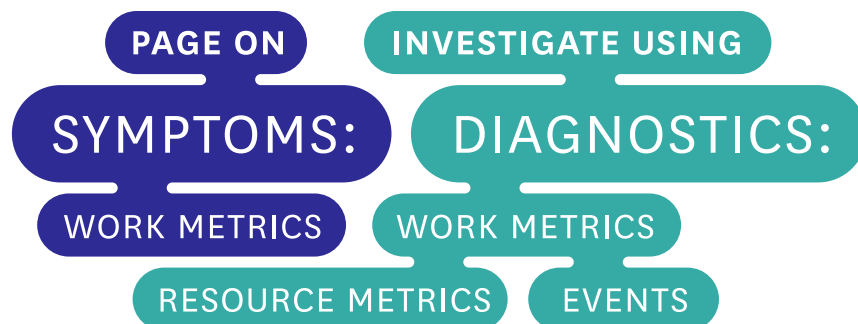 PAGE ON
SYMPTOMS:
WORK METRICS
INVESTIGATE USING
DIAGNOSTICS:
WORK METRICS
RESOURCE METRICS
EVENTS